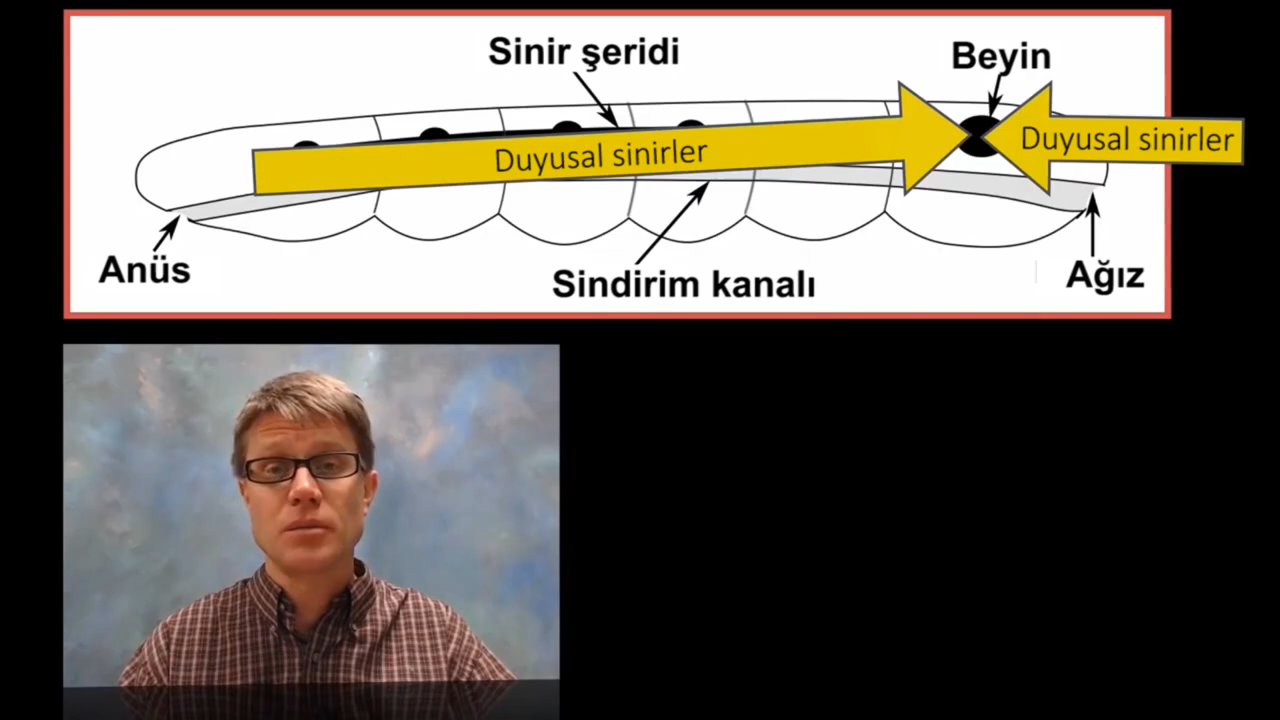 Sinir şeridi
Beyin
Duyusal sinirler
Duyusal sinirler
Anüs
Sindirim kanalı
Ağız